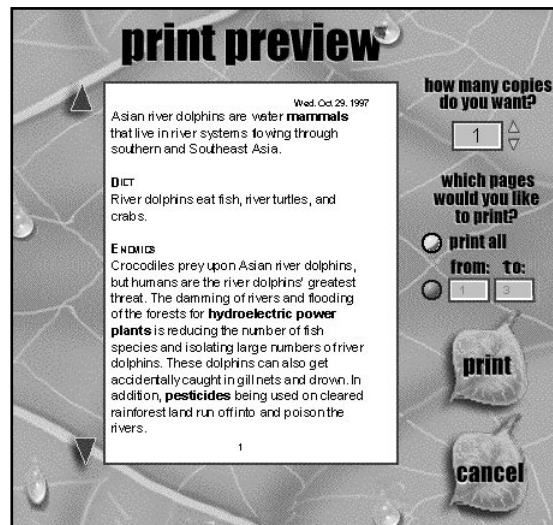 print preview
Wed. Oct 29. 1997
Asian river dolphins are water mammals
that live in river systems flowing through
southern and Southeast Asia.
DIET
River dolphins eat fish, river turtles, and
crabs.
ENEMIES
Crocodiles prey upon Asian river dolphins,
but humans are the river dolphins' greatest
threat. The damming of rivers and flooding
of the forests for hydroelectric power
plants is reducing the number of fish
species and isolating large numbers of river
dolphins. These dolphins can also get
accidentally caught in gill nets and drown. In
addition, pesticides being used on cleared
rainforest land run off into and poison the
rivers.
1
how many copies
do you want?
1
which pages
would you like
to print?
print all
from: to:
1 3
print
cancel